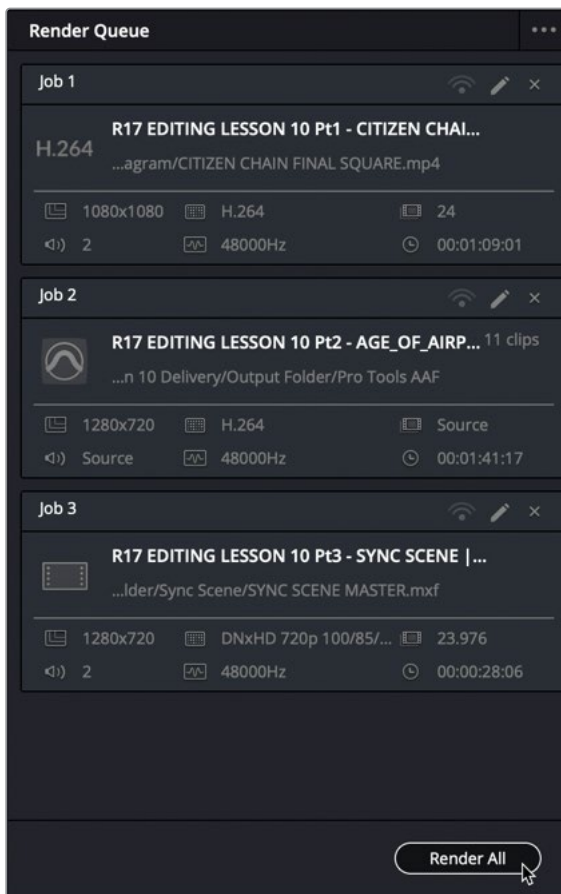 Render Queue
Job 1
H.264
R17 EDITING LESSON 10 Pt1 - CITIZEN CHAI...
...agram/CITIZEN CHAIN FINAL SQUARE.mp4
1080x1080 H.264 24
2 48000Hz 00:01:09:01
Job 2
R17 EDITING LESSON 10 Pt2 - AGE_OF_AIRP... 11 clips
...n 10 Delivery/Output Folder/Pro Tools AAF
1280x720 H.264 Source
Source 48000Hz 00:01:41:17
Job 3
R17 EDITING LESSON 10 Pt3 - SYNC SCENE |...
...lder/Sync Scene/SYNC SCENE MASTER.mxf
1280x720 DNxHD 720p 100/85/... 23.976
2 48000Hz 00:00:28:06
Render All